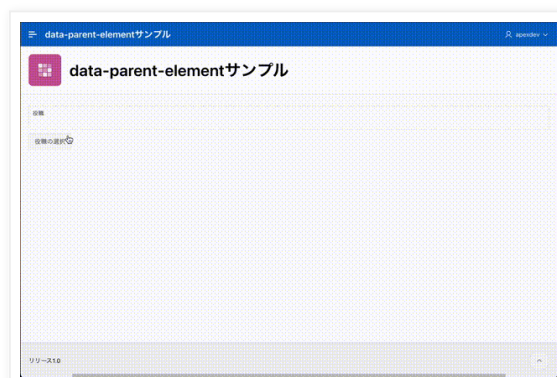 data-parent-elementサンプル
apexdev
data-parent-elementサンプル
役職
役職の選択
リリース1.0